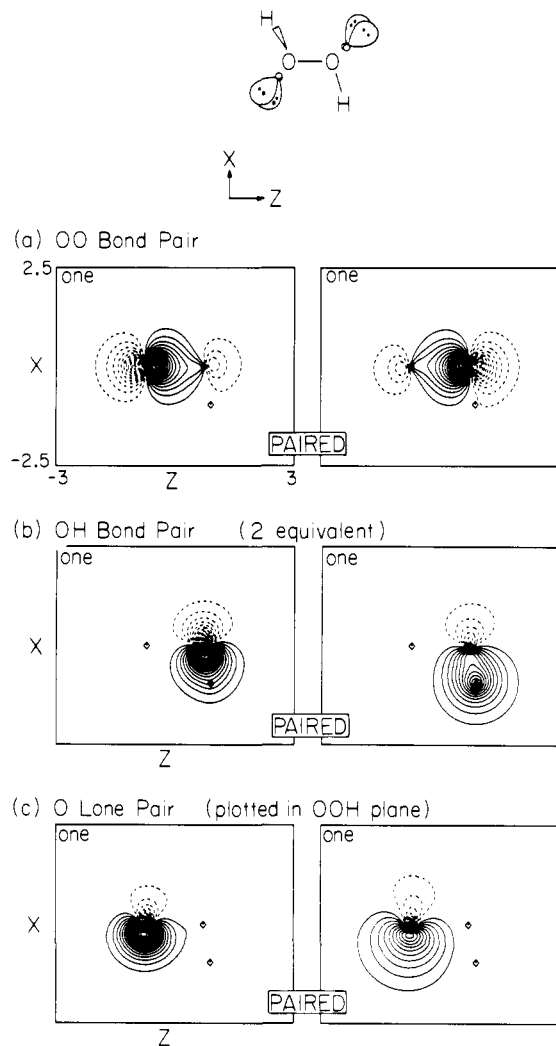 H
O — O
H
X
Z
(a) OO Bond Pair
2.5
one
one
X
PAIRED
-2.5
-3
Z
3
(b) OH Bond Pair (2 equivalent)
one
one
X
PAIRED
Z
(c) O Lone Pair (plotted in OOH plane)
one
one
X
PAIRED
Z